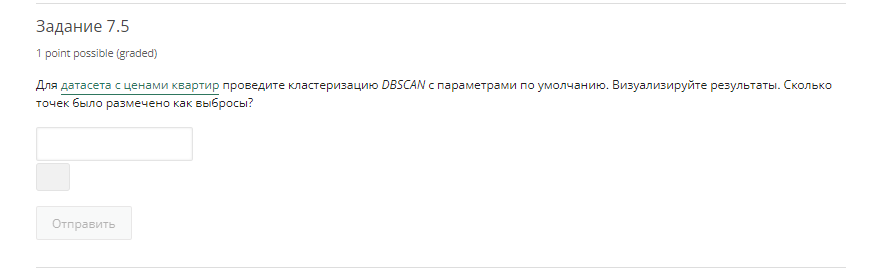 Задание 7.5
1 point possible (graded)
Для датасета с ценами квартир проведите кластеризацию DBSCAN с параметрами по умолчанию. Визуализируйте результаты. Сколько
точек было размечено как выбросы?
Отправить